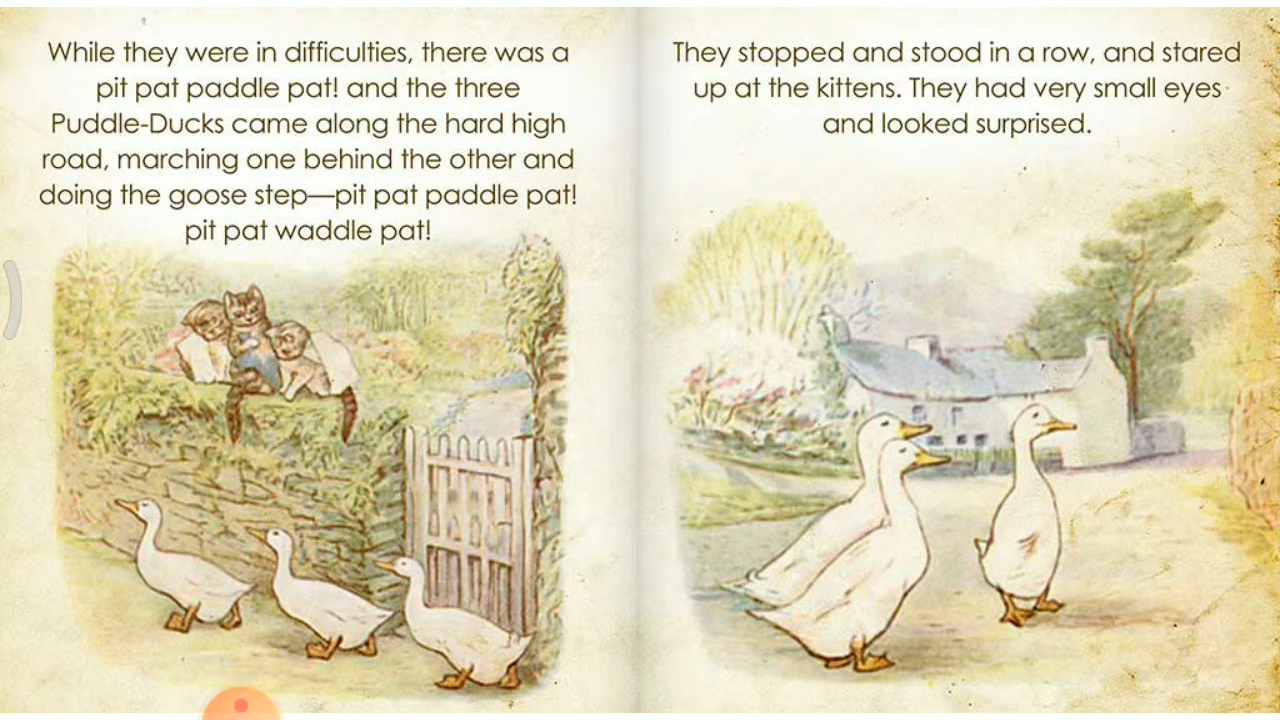 While they were in difficulties, there was a
pit pat paddle pat! and the three
Puddle-Ducks came along the hard high
road, marching one behind the other and
doing the goose step—pit pat paddle pat!
pit pat waddle pat!
They stopped and stood in a row, and stared
up at the kittens. They had very small eyes
and looked surprised.